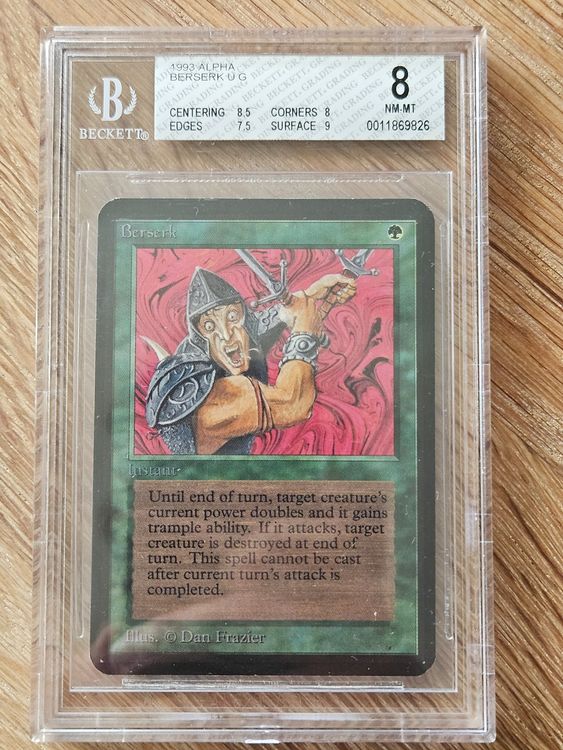 1993 ALPHA
BERSERK U G
CENTERING 8.5 CORNERS 8
EDGES 7.5 SURFACE 9
B
BECKETT®
8
NM-MT
0011869826
Berserk
Instant
Until end of turn, target creature's
current power doubles and it gains
trample ability. If it attacks, target
creature is destroyed at end of
turn. This spell cannot be cast
after current turn's attack is
completed.
Illus. © Dan Frazier